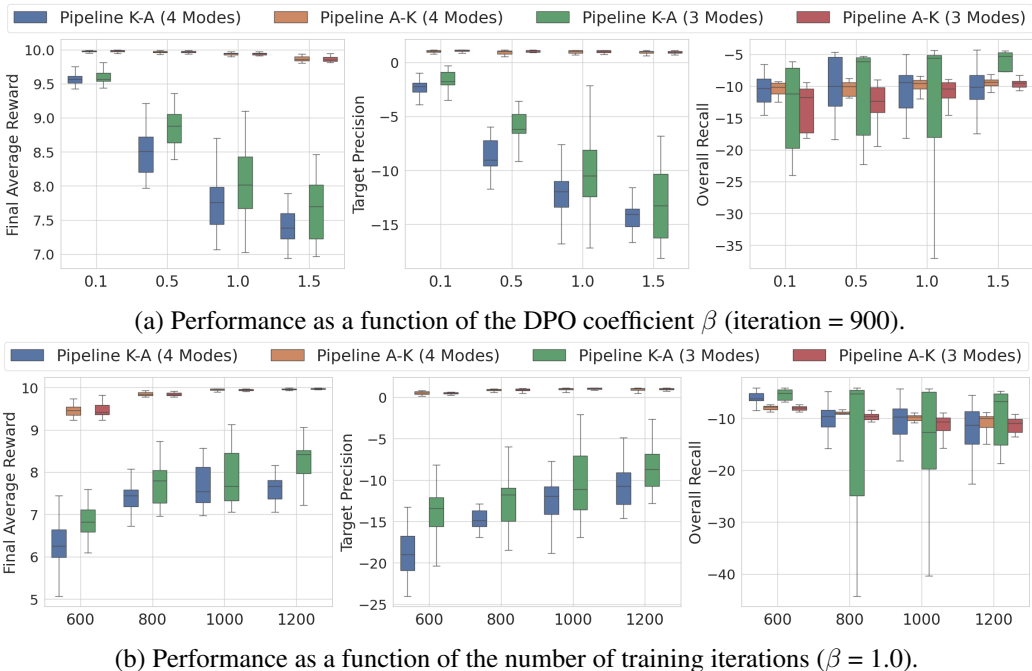 Pipeline K-A (4 Modes) Pipeline A-K (4 Modes) Pipeline K-A (3 Modes) Pipeline A-K (3 Modes)
Final Average Reward
10.0
9.5
9.0
8.5
8.0
7.5
7.0
0.1 0.5 1.0 1.5
Target Precision
0
−5
−10
−15
0.1 0.5 1.0 1.5
Overall Recall
−5
−10
−15
−20
−25
−30
−35
0.1 0.5 1.0 1.5
(a) Performance as a function of the DPO coefficient β (iteration = 900).
Pipeline K-A (4 Modes) Pipeline A-K (4 Modes) Pipeline K-A (3 Modes) Pipeline A-K (3 Modes)
Final Average Reward
10
9
8
7
6
5
600 800 1000 1200
Target Precision
0
−5
−10
−15
−20
−25
600 800 1000 1200
Overall Recall
−10
−20
−30
−40
600 800 1000 1200
(b) Performance as a function of the number of training iterations (β = 1.0).